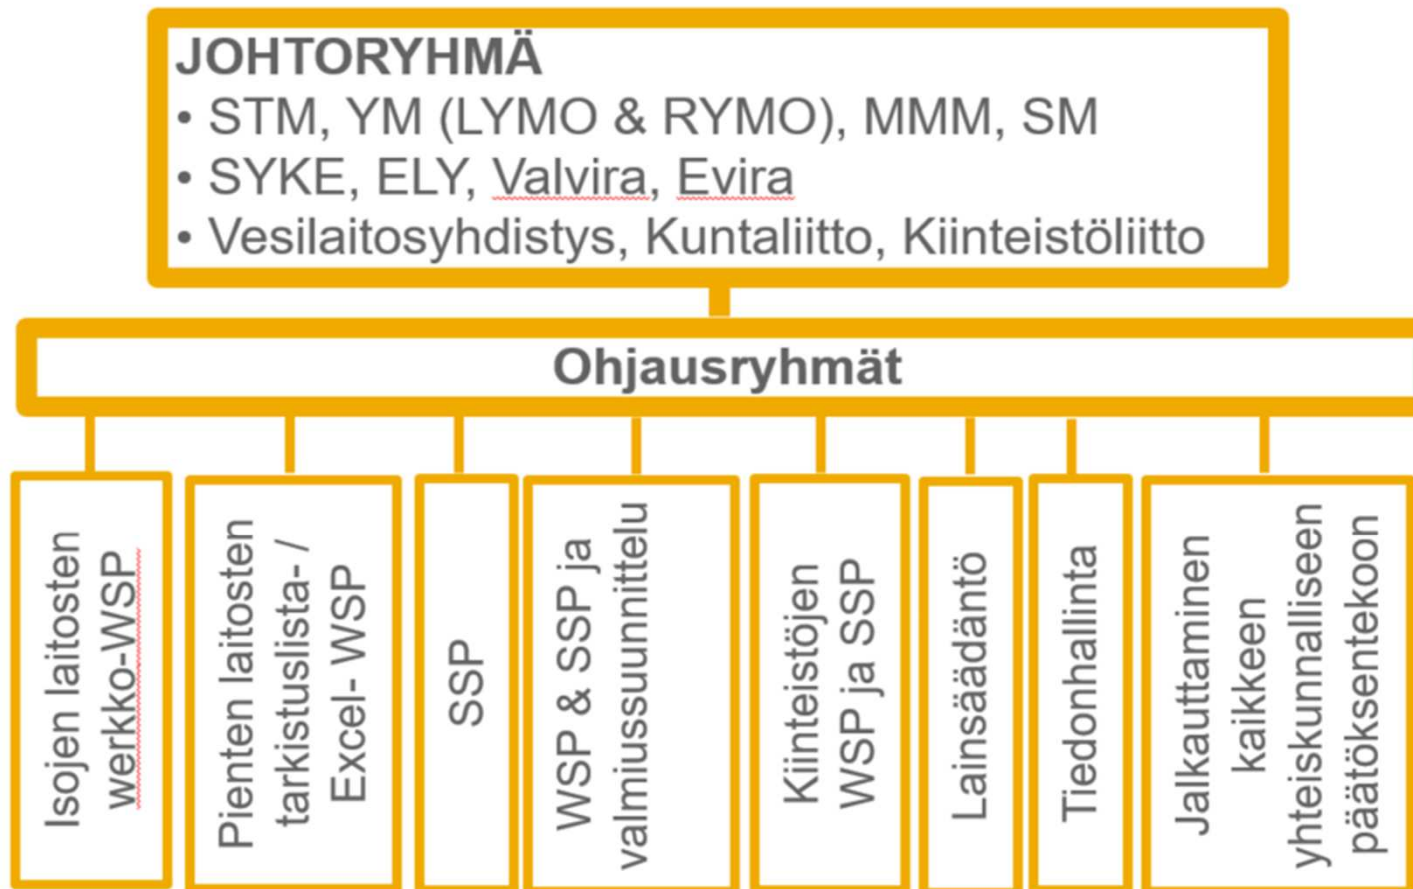 JOHTORYHMÄ
• STM, YM (LYMO & RYMO), MMM, SM
• SYKE, ELY, Valvira, Evira
• Vesilaitosyhdistys, Kuntaliitto, Kiinteistöliitto
Ohjausryhmät
Isojen laitosten
werkko-WSP
Pienten laitosten
tarkistuslista- /
Excel- WSP
SSP
WSP & SSP ja
valmiussuunnittelu
Kiinteistöjen
WSP ja SSP
Lainsäädäntö
Tiedonhallinta
Jalkauttaminen
kaikkeen
yhteiskunnalliseen
päätöksentekoon